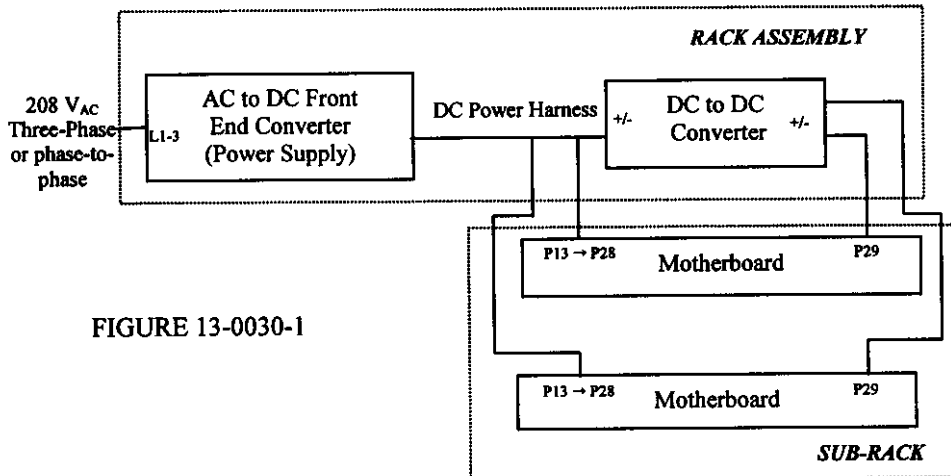 RACK ASSEMBLY
208 VAC
Three-Phase
or phase-to-
phase
L1-3
AC to DC Front
End Converter
(Power Supply)
DC Power Harness
+/-
DC to DC
Converter
+/-
P13 → P28
Motherboard
P29
FIGURE 13-0030-1
P13 → P28
Motherboard
P29
SUB-RACK